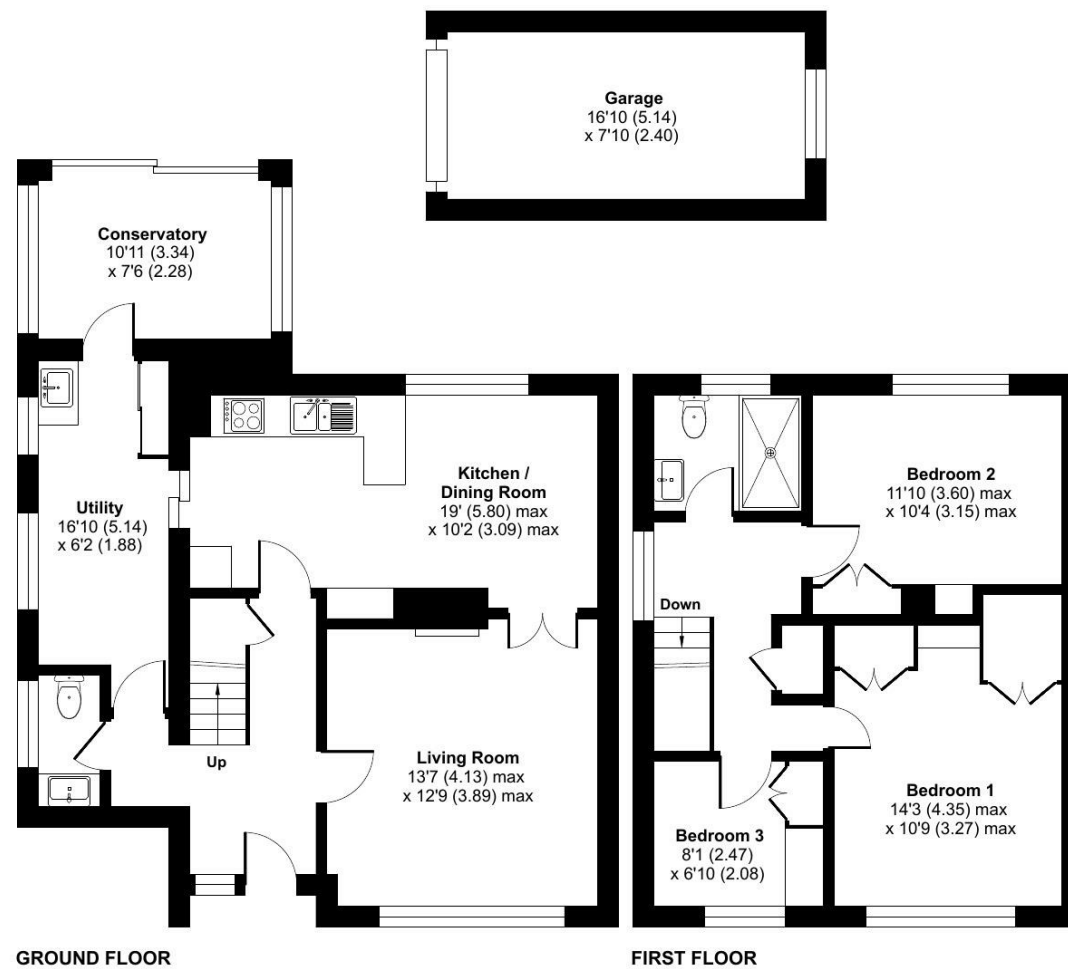 Garage
16'10 (5.14)
x 7'10 (2.40)
Conservatory
10'11 (3.34)
x 7'6 (2.28)
Utility
16'10 (5.14)
x 6'2 (1.88)
Kitchen /
Dining Room
19' (5.80) max
x 10'2 (3.09) max
Up
Living Room
13'7 (4.13) max
x 12'9 (3.89) max
GROUND FLOOR
Bedroom 2
11'10 (3.60) max
x 10'4 (3.15) max
Down
Bedroom 1
14'3 (4.35) max
x 10'9 (3.27) max
Bedroom 3
8'1 (2.47)
x 6'10 (2.08)
FIRST FLOOR